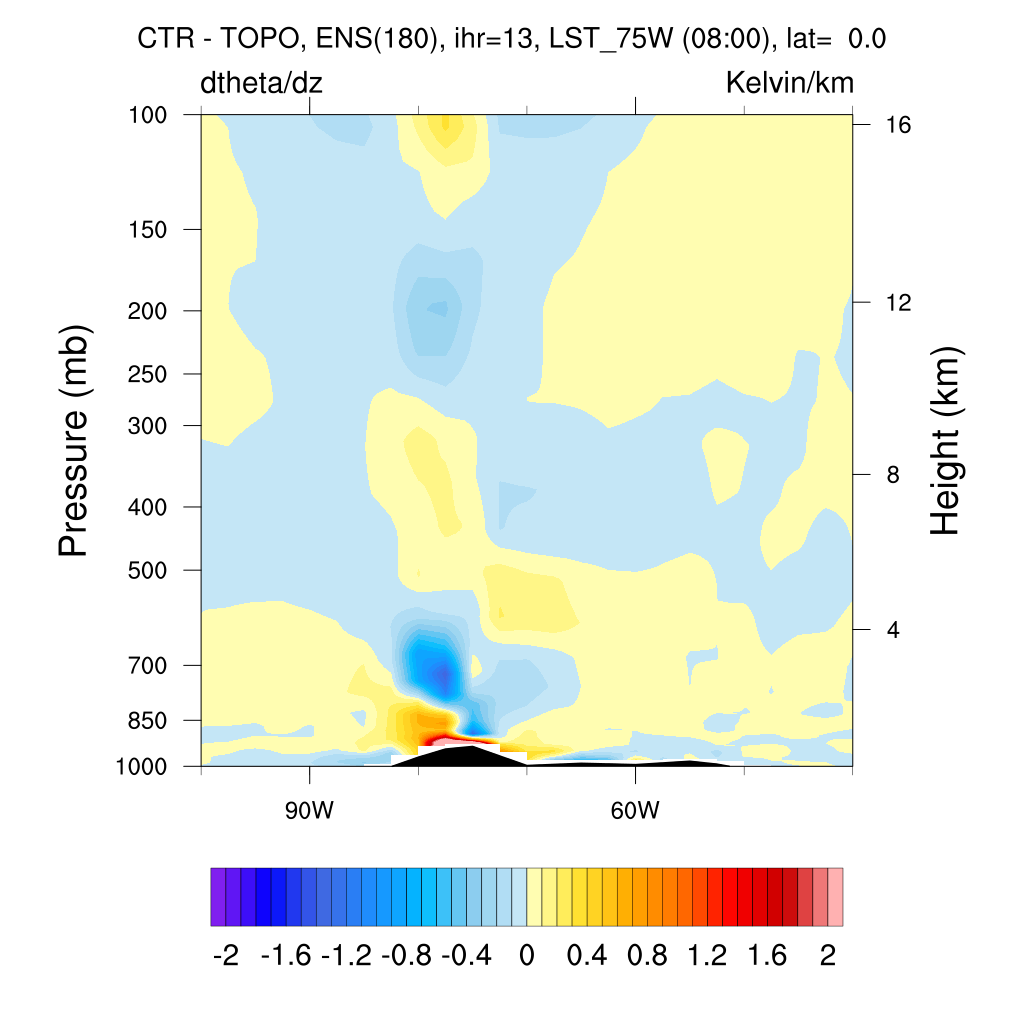 CTR - TOPO, ENS(180), ihr=13, LST_75W (08:00), lat=  0.0
dtheta/dz Kelvin/km
100
150
200
250
300
400
500
700
850
1000
Pressure (mb)
16
12
8
4
Height (km)
90W 60W
-2 -1.6 -1.2 -0.8 -0.4 0 0.4 0.8 1.2 1.6 2